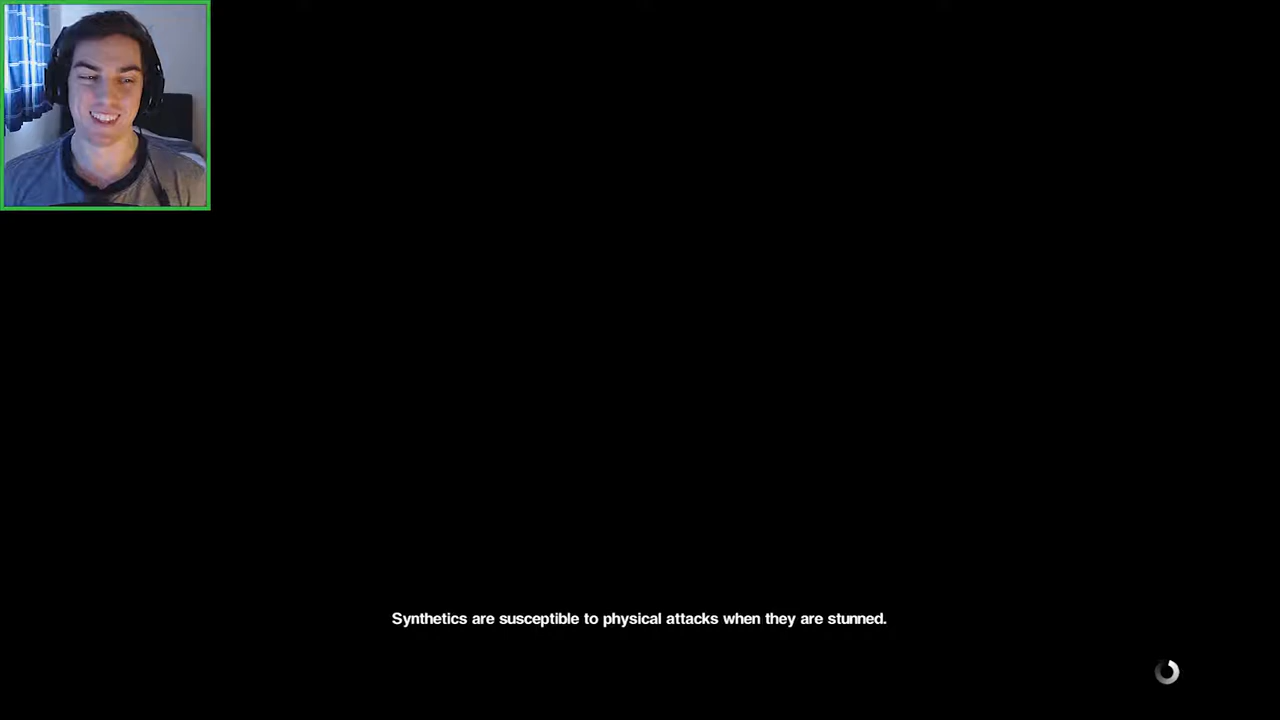 Synthetics are susceptible to physical attacks when they are stunned.